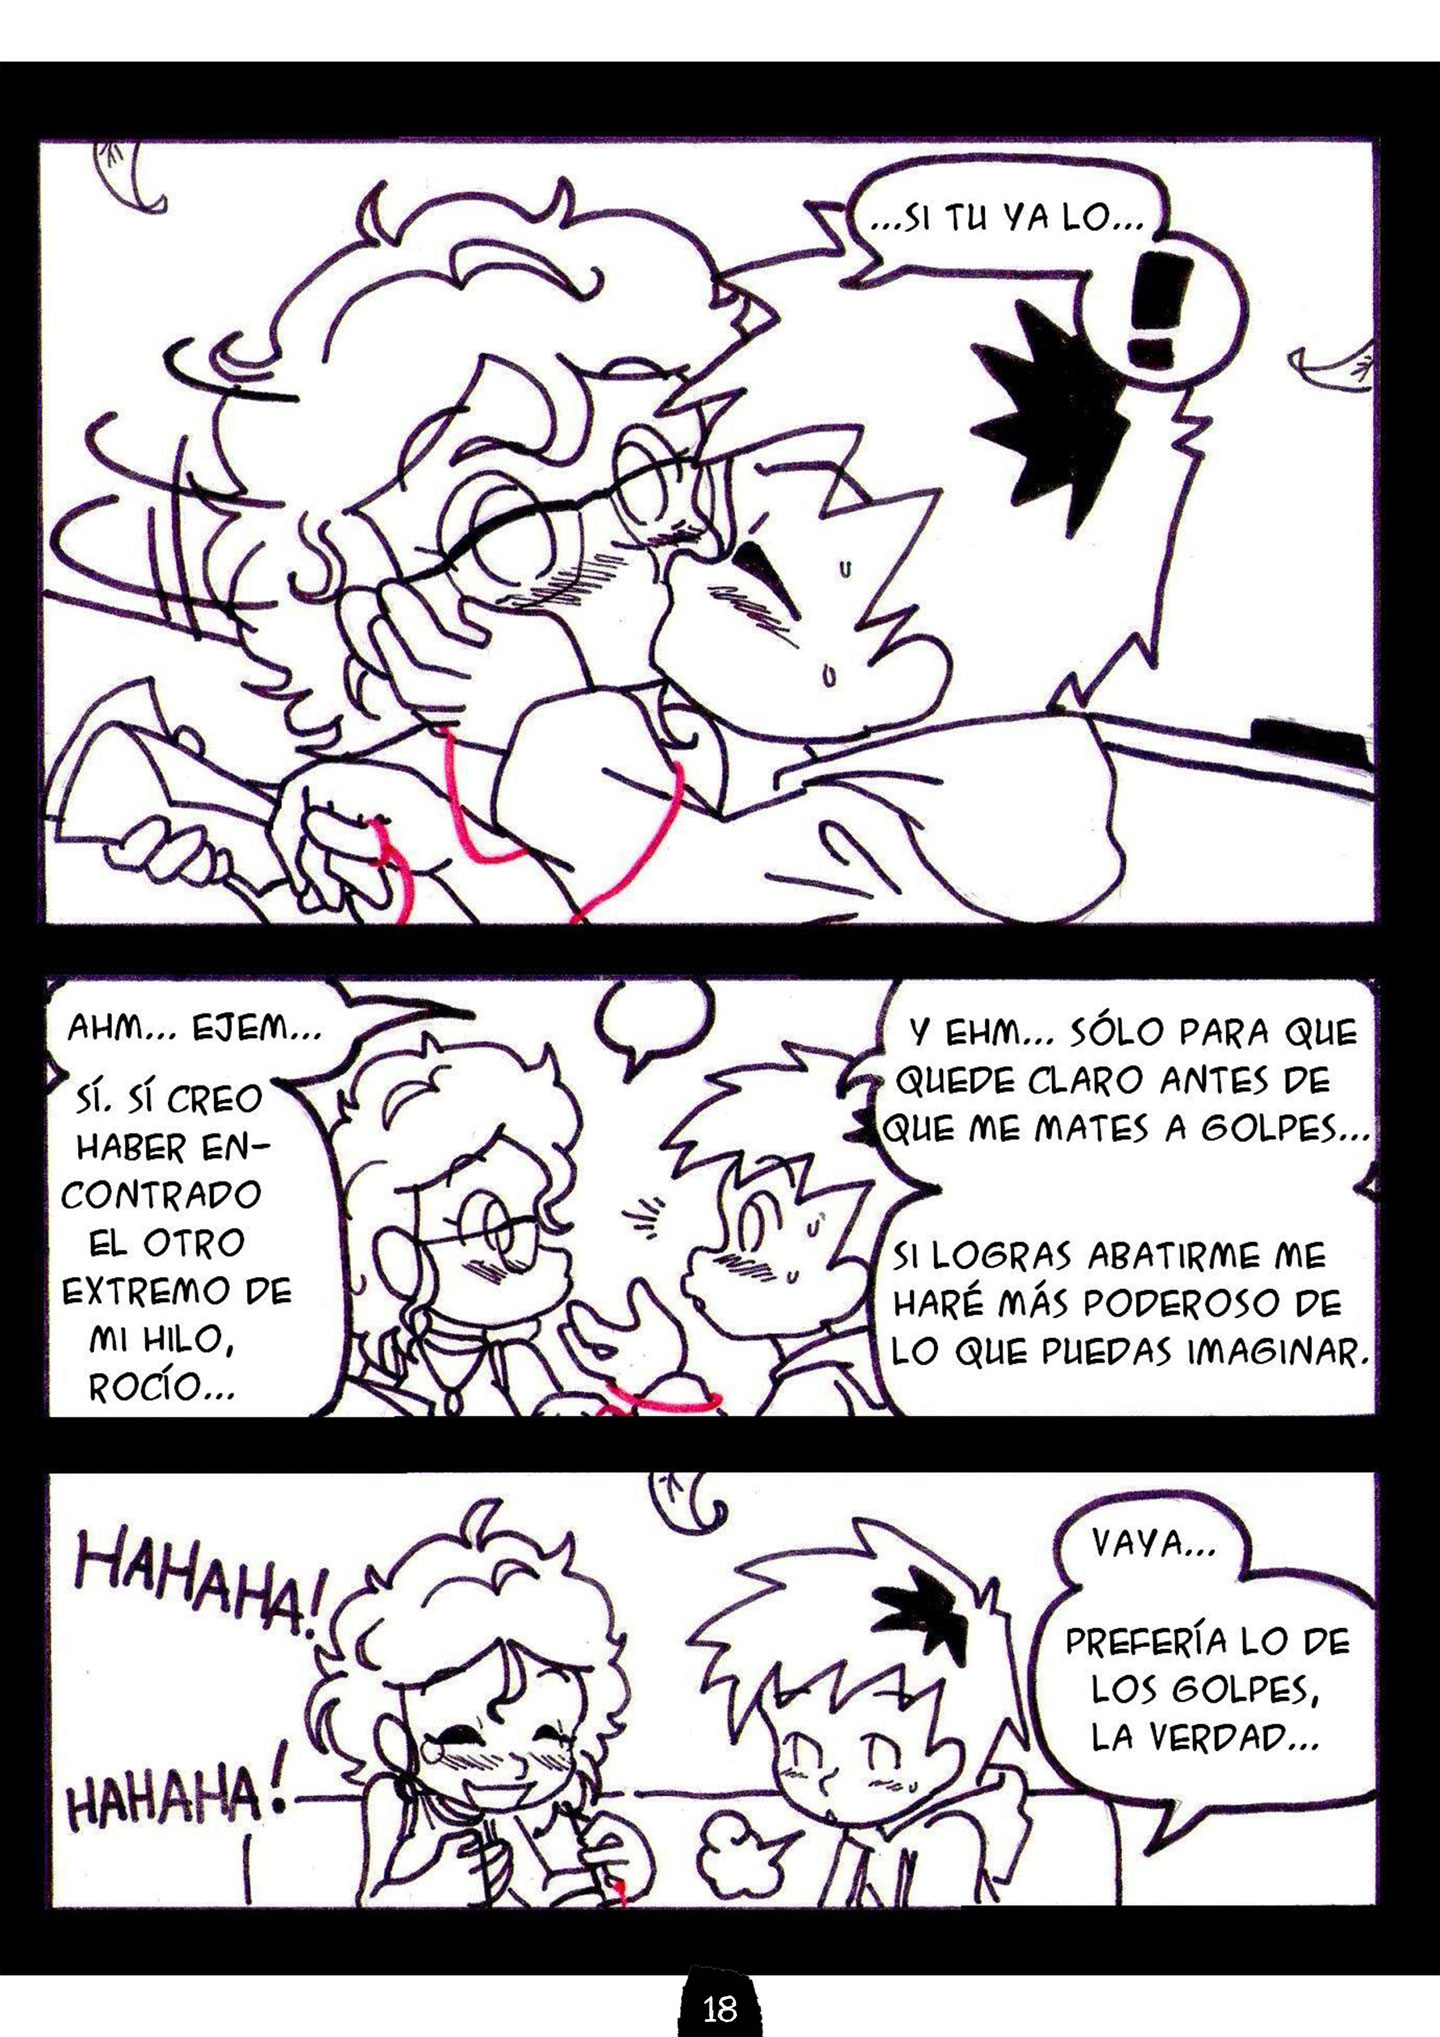 ...SI TU YA LO...
!
AHM... EJEM...
SÍ. SÍ CREO
HABER EN-
CONTRADO
EL OTRO
EXTREMO DE
MI HILO,
ROCÍO...
Y EHM... SÓLO PARA QUE
QUEDE CLARO ANTES DE
QUE ME MATES A GOLPES...
SI LOGRAS ABATIRME ME
HARÉ MÁS PODEROSO DE
LO QUE PUEDAS IMAGINAR.
HAHAHA!
HAHAHA!
VAYA...
PREFERÍA LO DE
LOS GOLPES,
LA VERDAD...
18